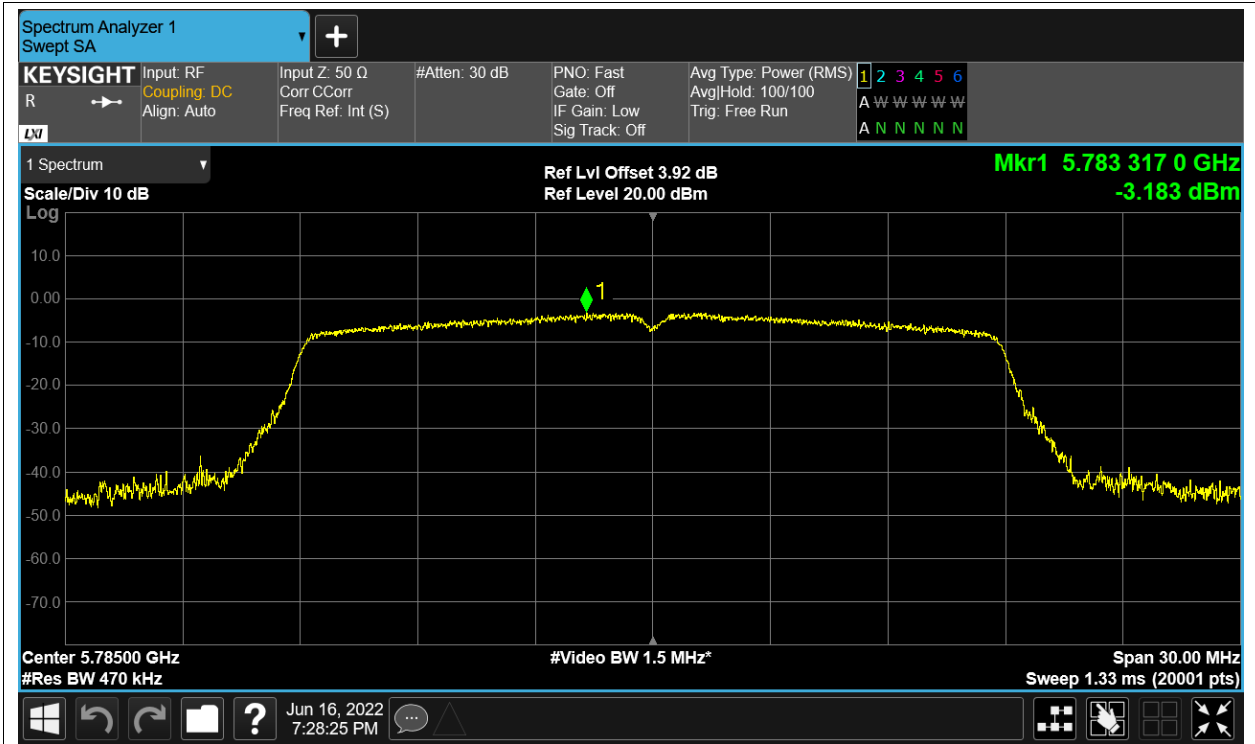 Spectrum Analyzer 1
Swept SA
KEYSIGHT
R
LXI
Input: RF
Coupling: DC
Align: Auto
Input Z: 50 Ω
Corr CCorr
Freq Ref: Int (S)
#Atten: 30 dB
PNO: Fast
Gate: Off
IF Gain: Low
Sig Track: Off
Avg Type: Power (RMS)
Avg|Hold: 100/100
Trig: Free Run
1 2 3 4 5 6
A W W W W W
A N N N N N
1 Spectrum
Scale/Div 10 dB
Log
Ref Lvl Offset 3.92 dB
Ref Level 20.00 dBm
Mkr1 5.783 317 0 GHz
-3.183 dBm
10.0
0.00
-10.0
-20.0
-30.0
-40.0
-50.0
-60.0
-70.0
1
Center 5.78500 GHz
#Res BW 470 kHz
#Video BW 1.5 MHz*
Span 30.00 MHz
Sweep 1.33 ms (20001 pts)
?
Jun 16, 2022
7:28:25 PM